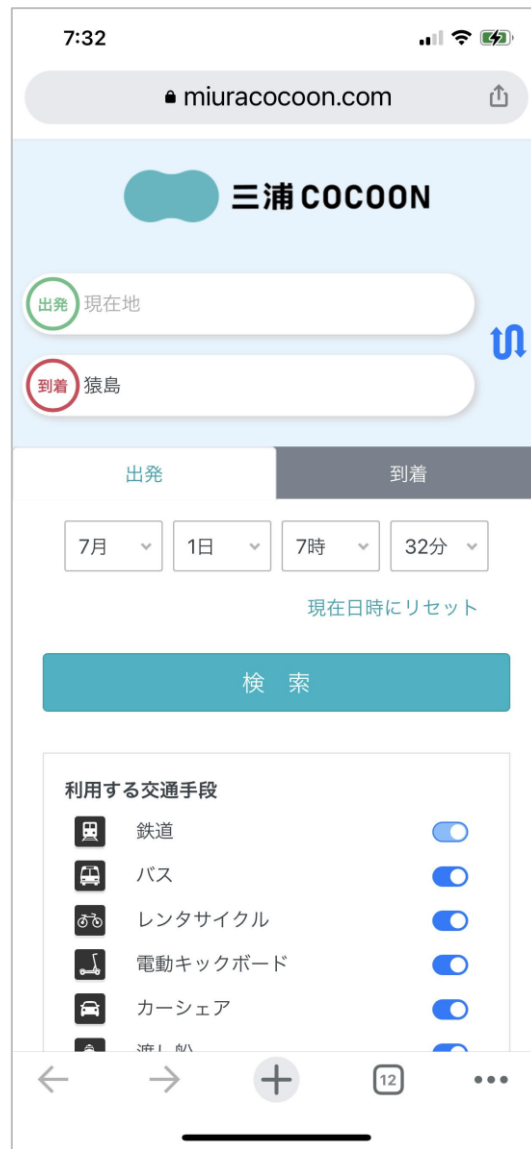 7:32
miuracocoon.com
三浦 COCOON
出発 現在地
到着 猿島
出発 到着
7月 1日 7時 32分
現在日時にリセット
検 索
利用する交通手段
鉄道
バス
レンタサイクル
電動キックボード
カーシェア
渡し船
12